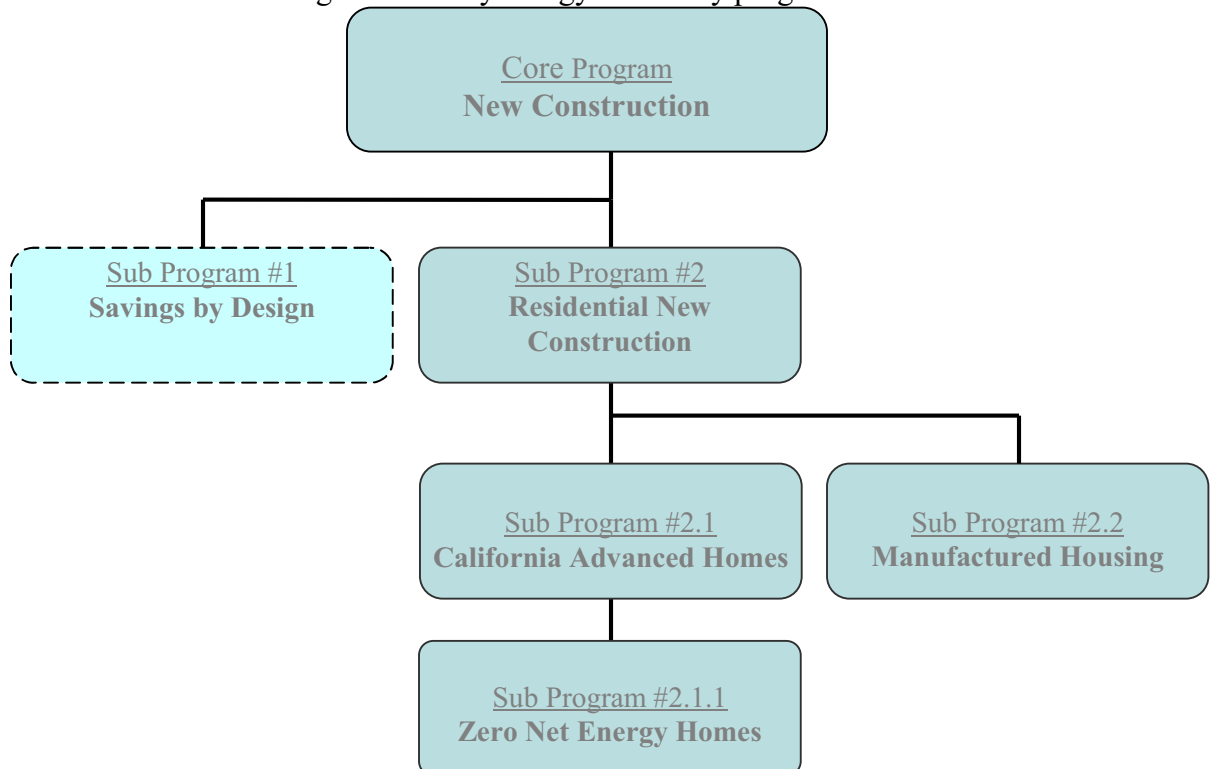 Core Program
New Construction
Sub Program #1
Savings by Design
Sub Program #2
Residential New
Construction
Sub Program #2.1
California Advanced Homes
Sub Program #2.2
Manufactured Housing
Sub Program #2.1.1
Zero Net Energy Homes